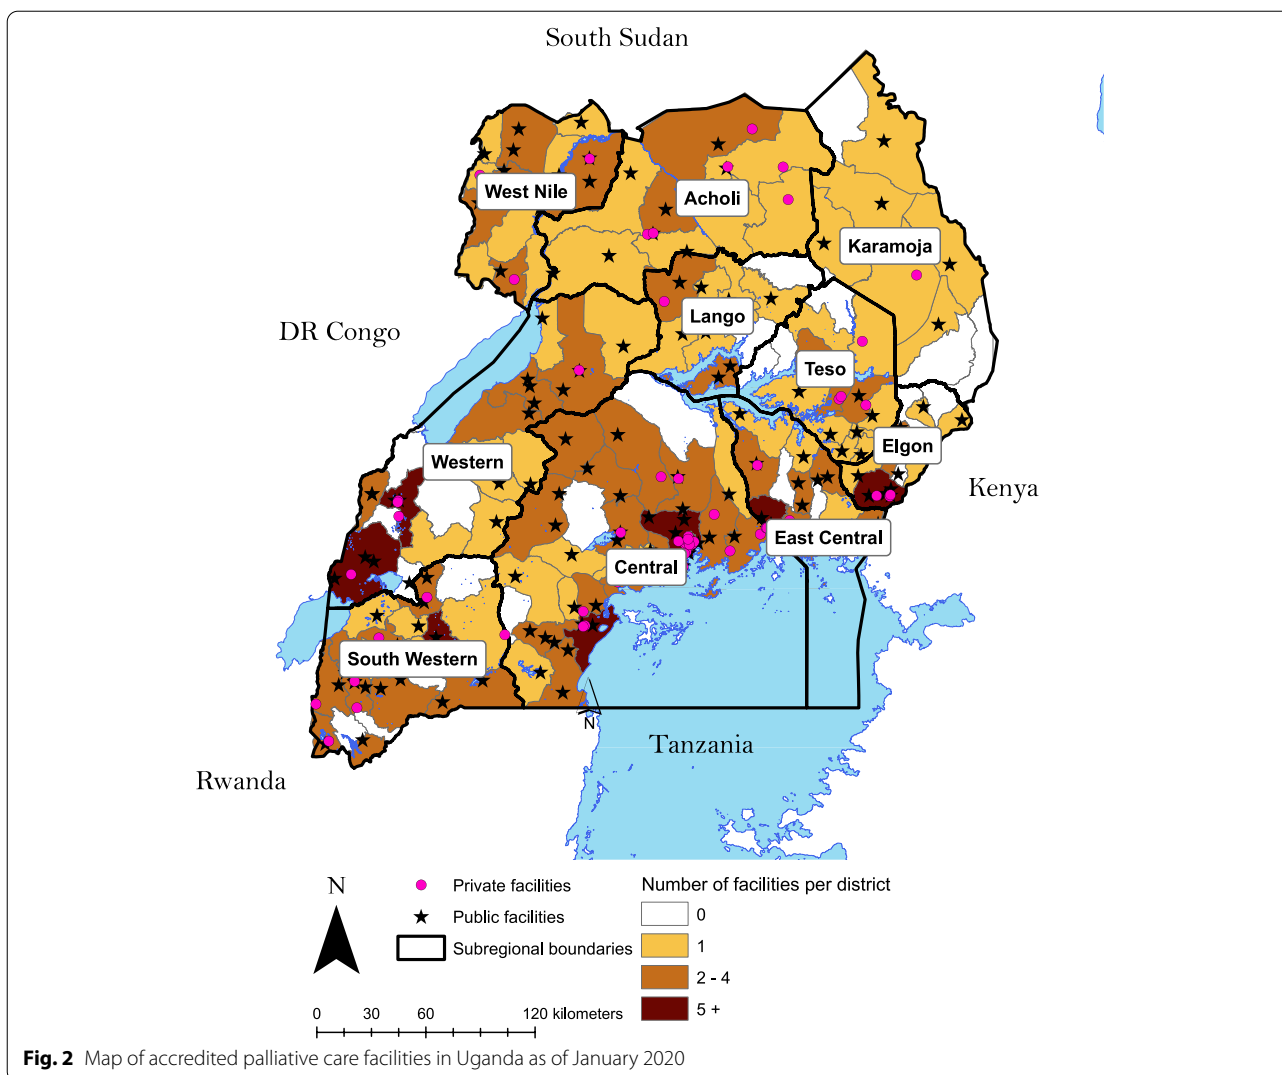 South Sudan
West Nile
Acholi
Karamoja
DR Congo
Lango
Teso
Western
Elgon
Kenya
East Central
Central
South Western
N
Tanzania
Rwanda
N
Private facilities
Public facilities
Subregional boundaries
Number of facilities per district
0
1
2 - 4
5 +
0 30 60 120 kilometers
Fig. 2 Map of accredited palliative care facilities in Uganda as of January 2020